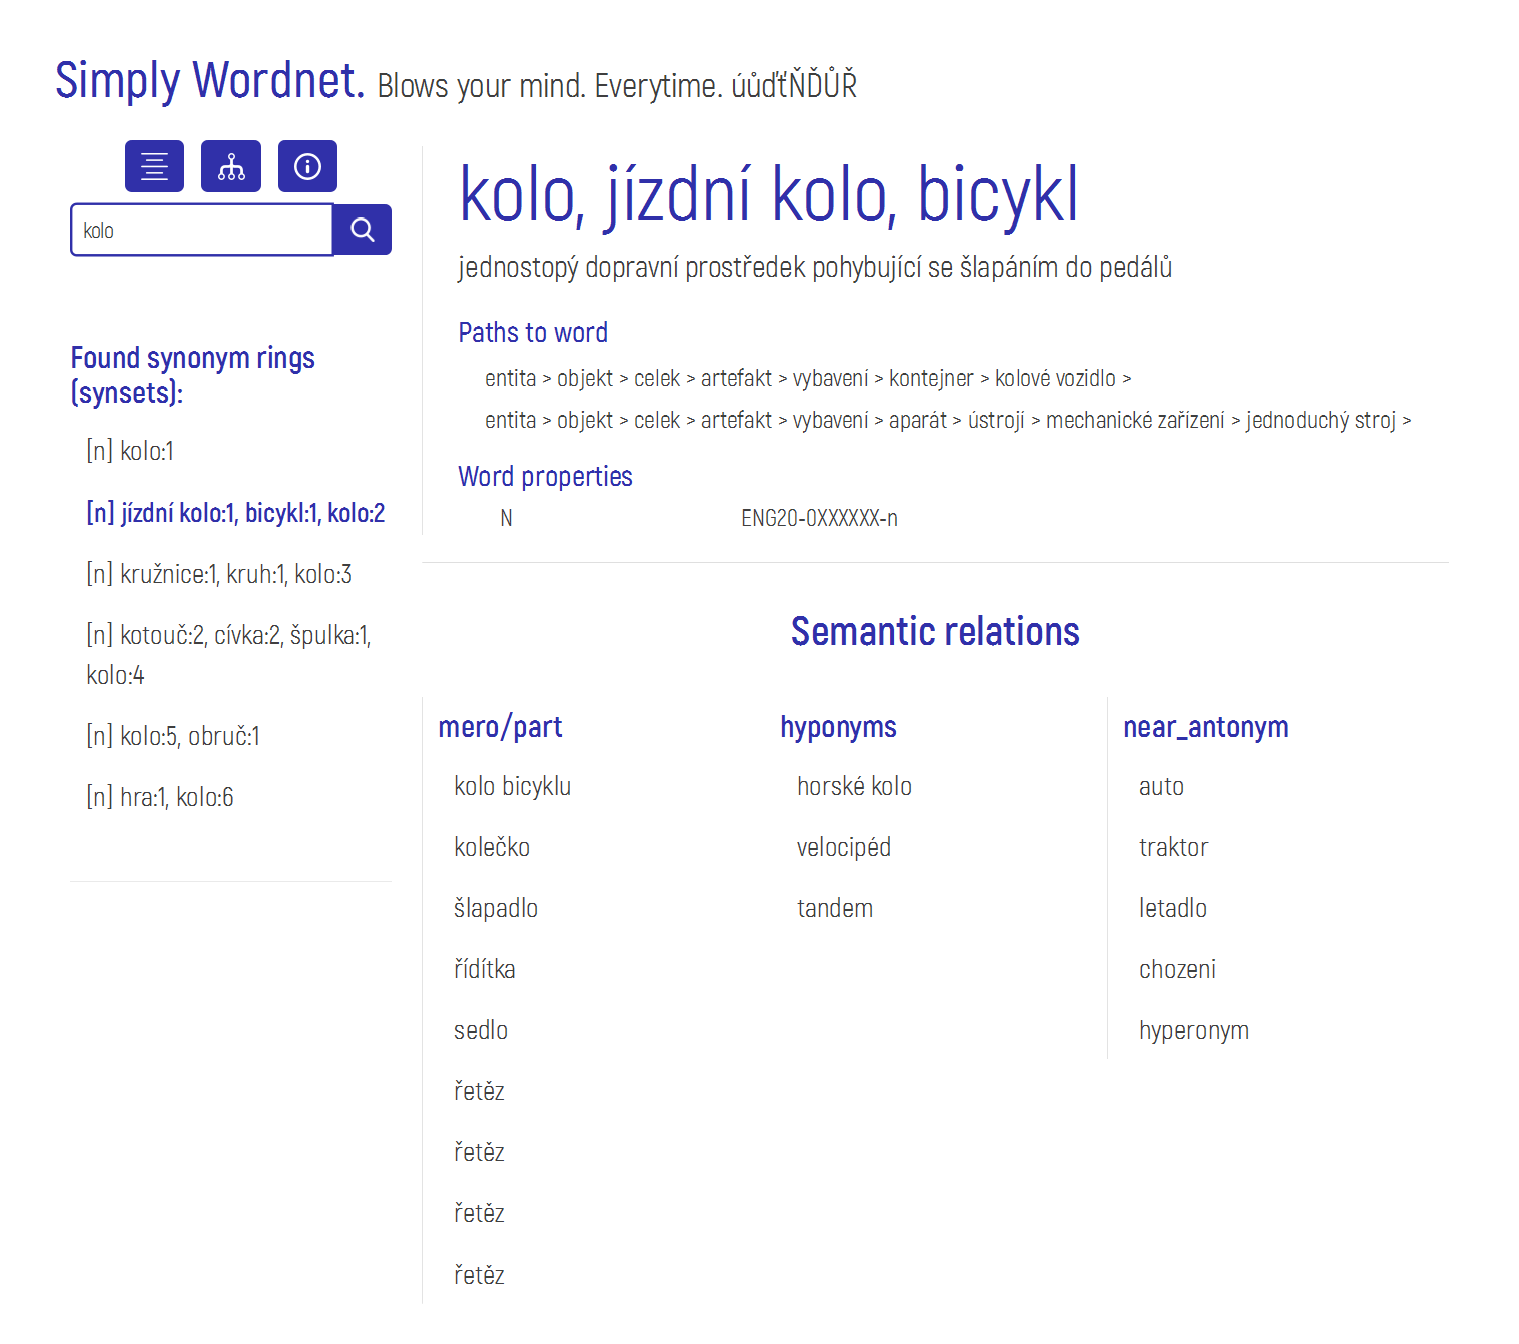 Simply Wordnet. Blows your mind. Everytime. úůďťŇĎŮŘ
kolo
Found synonym rings
(synsets):
[n] kolo:1
[n] jízdní kolo:1, bicykl:1, kolo:2
[n] kružnice:1, kruh:1, kolo:3
[n] kotouč:2, cívka:2, špulka:1,
kolo:4
[n] kolo:5, obruč:1
[n] hra:1, kolo:6
kolo, jízdní kolo, bicykl
jednostopý dopravní prostředek pohybující se šlapáním do pedálů
Paths to word
entita > objekt > celek > artefakt > vybavení > kontejner > kolové vozidlo >
entita > objekt > celek > artefakt > vybavení > aparát > ústrojí > mechanické zařízení > jednoduchý stroj >
Word properties
N ENG20-0XXXXXX-n
Semantic relations
mero/part
kolo bicyklu
kolečko
šlapadlo
řídítka
sedlo
řetěz
řetěz
řetěz
řetěz
hyponyms
horské kolo
velocipéd
tandem
near_antonym
auto
traktor
letadlo
chozeni
hyperonym